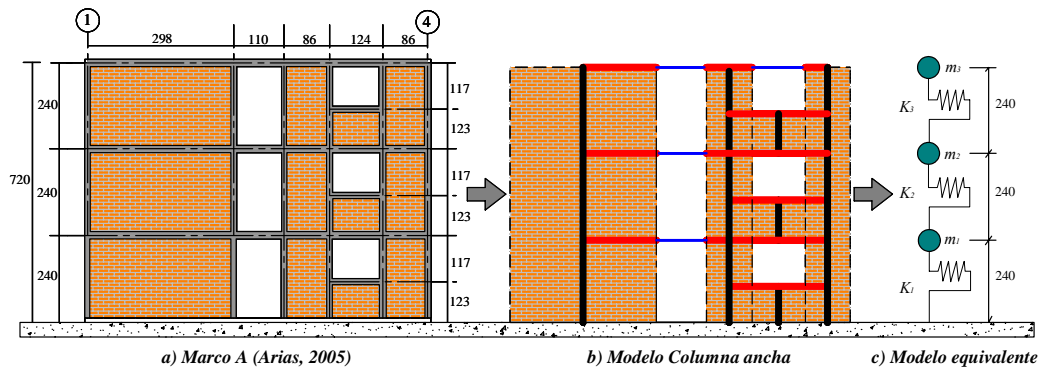 1
4
298
110
86
124
86
720
240
240
240
117
123
117
123
117
123
m3
K3
240
m2
K2
240
m1
K1
240
a) Marco A (Arias, 2005)
b) Modelo Columna ancha
c) Modelo equivalente